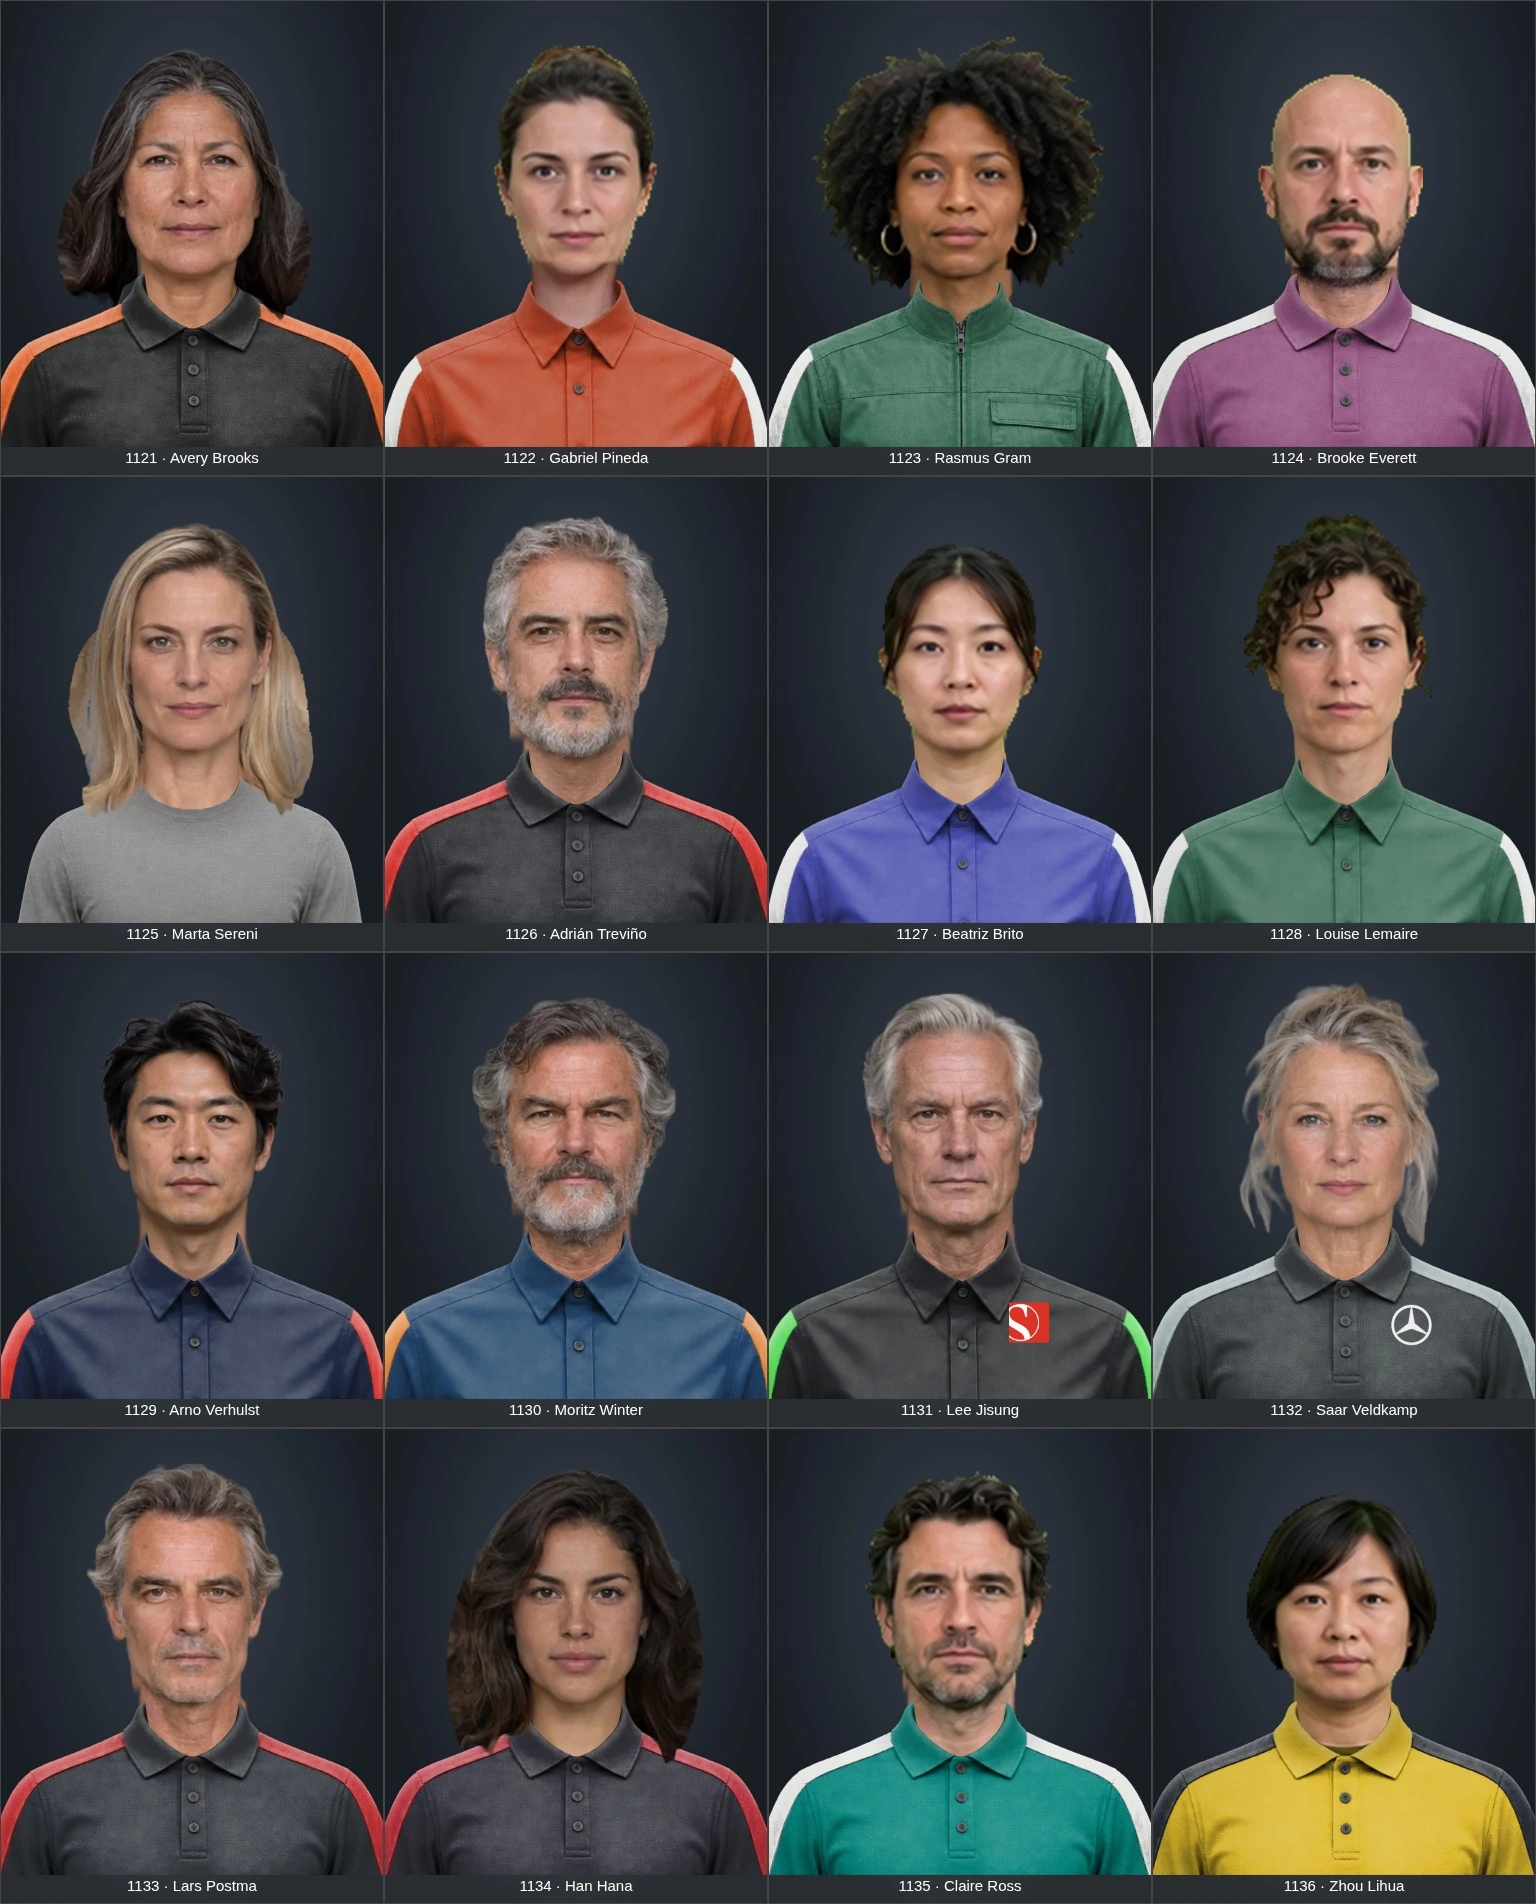 1121 · Avery Brooks
1122 · Gabriel Pineda
1123 · Rasmus Gram
1124 · Brooke Everett
1125 · Marta Sereni
1126 · Adrián Treviño
1127 · Beatriz Brito
1128 · Louise Lemaire
1129 · Arno Verhulst
1130 · Moritz Winter
S
1131 · Lee Jisung
1132 · Saar Veldkamp
1133 · Lars Postma
1134 · Han Hana
1135 · Claire Ross
1136 · Zhou Lihua